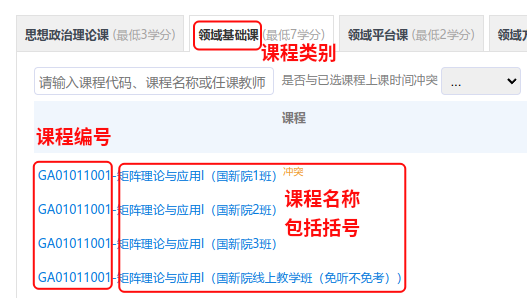 思想政治理论课 (最低3学分) 领域基础课 (最低7学分) 领域平台课 (最低2学分) 领域
课程类别
请输入课程代码、课程名称或任课教师 是否与已选课程上课时间冲突 ...
课程
课程编号
GA01011001-矩阵理论与应用I（国新院1班） 冲突
课程名称
GA01011001-矩阵理论与应用I（国新院2班）
包括括号
GA01011001-矩阵理论与应用I（国新院3班）
GA01011001-矩阵理论与应用I（国新院线上教学班（免听不免考））